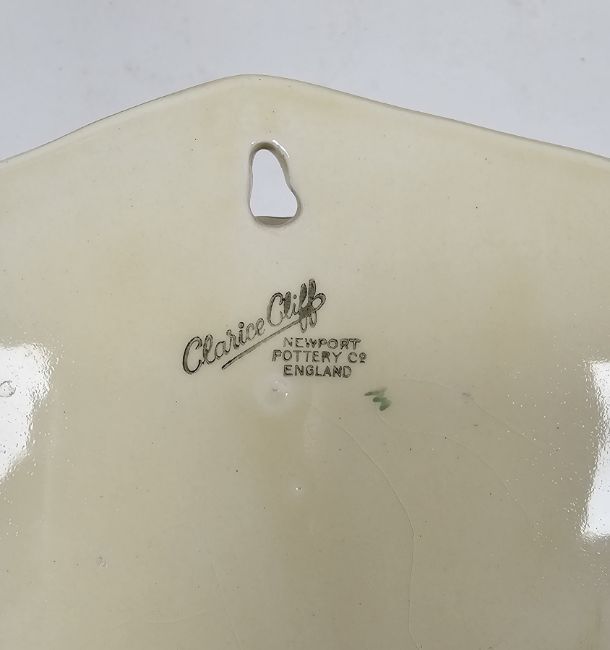 Clarice Cliff
NEWPORT
POTTERY Cº
ENGLAND